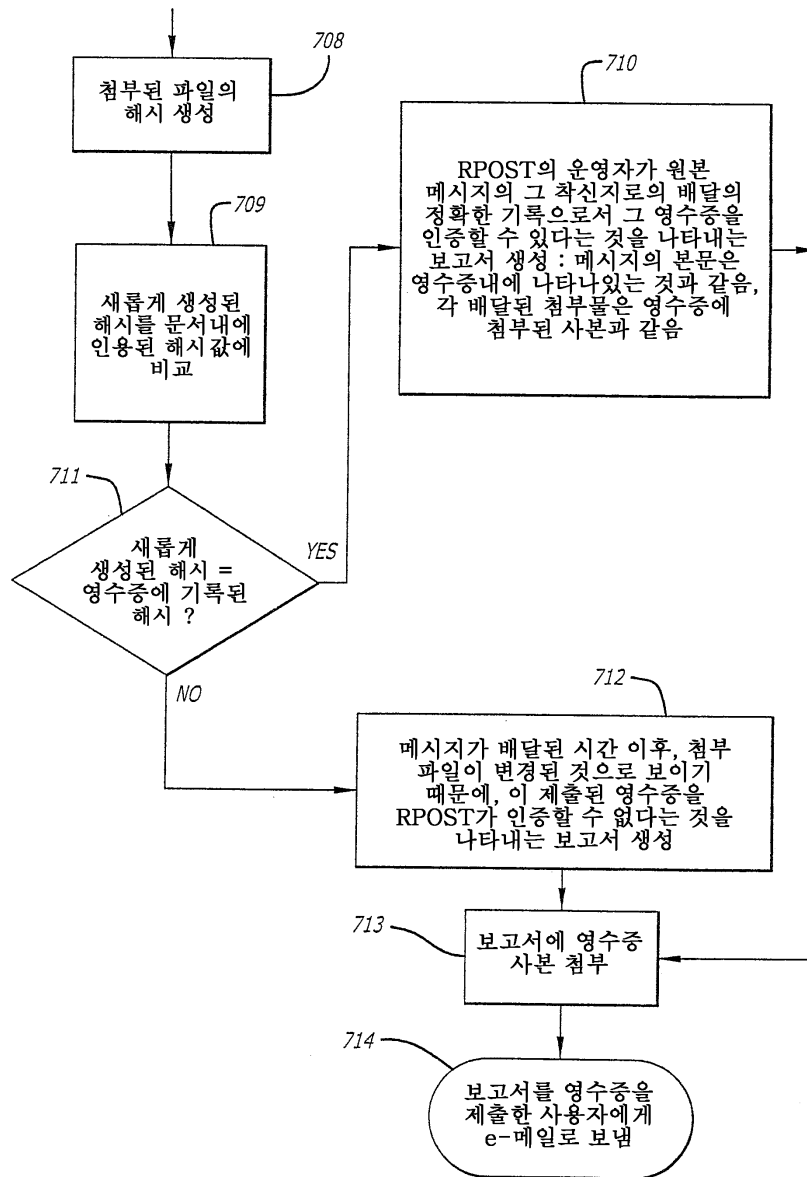 708
첨부된 파일의
해시 생성
710
RPOST의 운영자가 원본
메시지의 그 착신지로의 배달의
정확한 기록으로서 그 영수증을
인증할 수 있다는 것을 나타내는
보고서 생성 : 메시지의 본문은
영수증내에 나타나있는 것과 같음,
각 배달된 첨부물은 영수증에
첨부된 사본과 같음
709
새롭게 생성된
해시를 문서내에
인용된 해시값에
비교
711
새롭게
생성된 해시 =
영수증에 기록된
해시 ?
YES
NO
712
메시지가 배달된 시간 이후, 첨부
파일이 변경된 것으로 보이기
때문에, 이 제출된 영수증을
RPOST가 인증할 수 없다는 것을
나타내는 보고서 생성
713
보고서에 영수증
사본 첨부
714
보고서를 영수증을
제출한 사용자에게
e-메일로 보냄